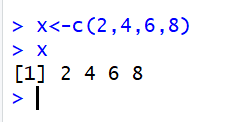 > x<-c(2,4,6,8)
> x
[1] 2 4 6 8
>